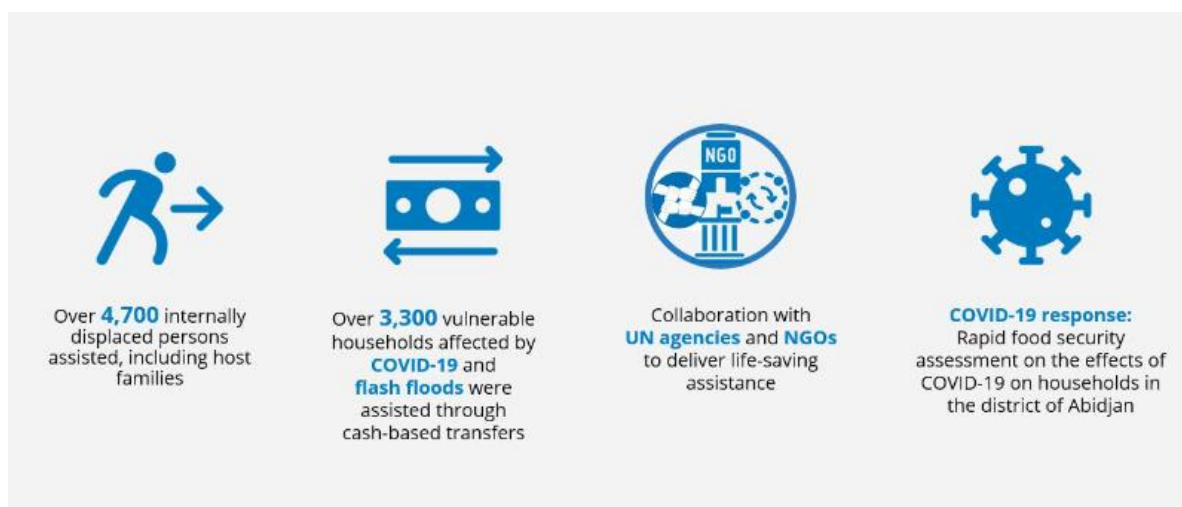 NGO
Over 4,700 internally
displaced persons
assisted, including host
families
Over 3,300 vulnerable
households affected by
COVID-19 and
flash floods were
assisted through
cash-based transfers
Collaboration with
UN agencies and NGOs
to deliver life-saving
assistance
COVID-19 response:
Rapid food security
assessment on the effects of
COVID-19 on households in
the district of Abidjan